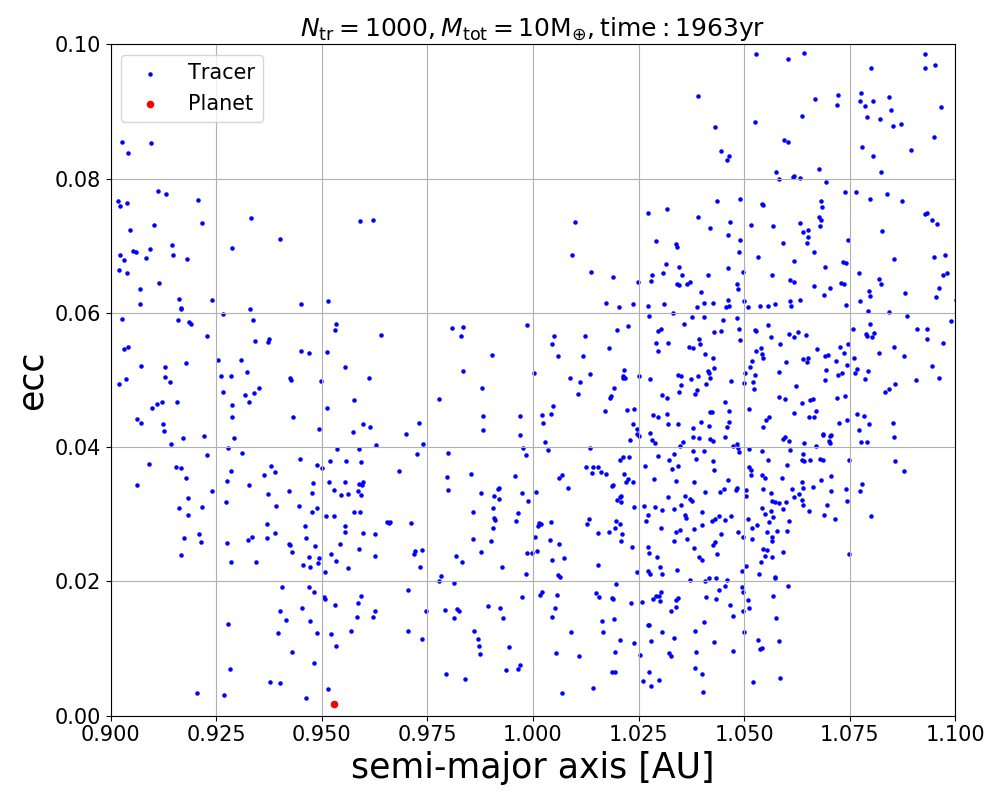 N_tr = 1000, M_tot = 10M_⊕, time : 1963yr
Tracer
Planet
ecc
0.10
0.08
0.06
0.04
0.02
0.00
0.900 0.925 0.950 0.975 1.000 1.025 1.050 1.075 1.100
semi-major axis [AU]